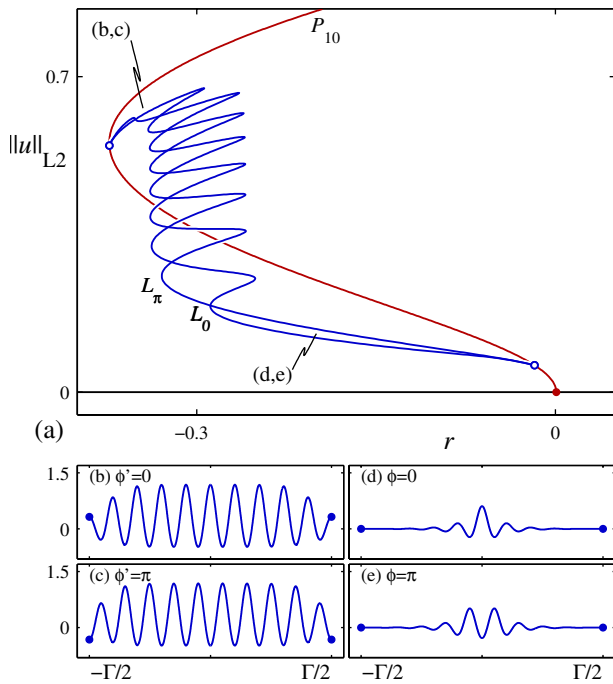 (b,c)
P10
0.7
||u||L2
Lπ
L0
(d,e)
0
(a)
−0.3
r
0
1.5
(b) ϕ'=0
(d) ϕ=0
0
1.5
(c) ϕ'=π
(e) ϕ=π
0
−Γ/2
Γ/2
−Γ/2
Γ/2